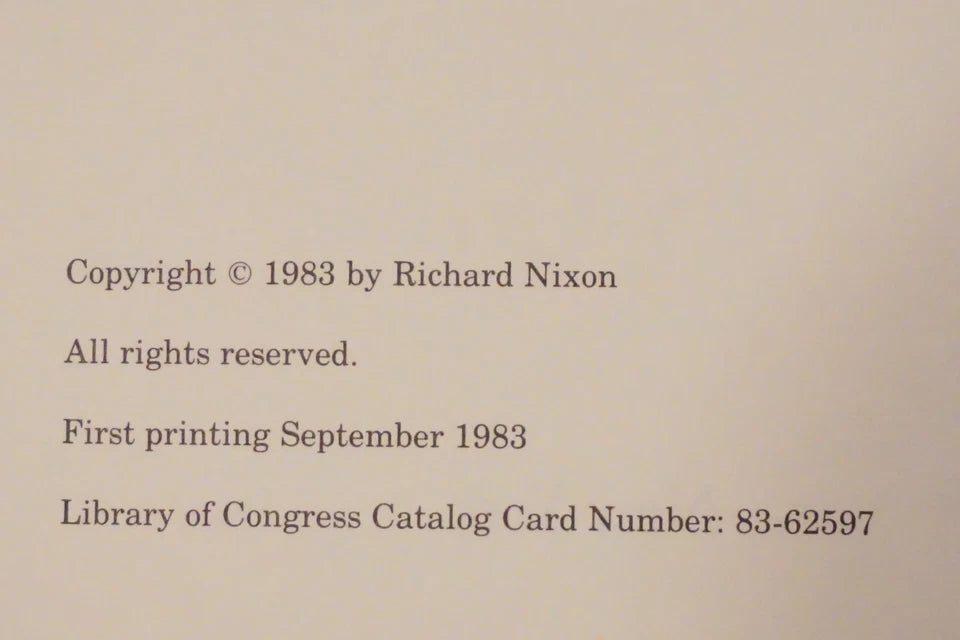 Copyright © 1983 by Richard Nixon
All rights reserved.
First printing September 1983
Library of Congress Catalog Card Number: 83-62597